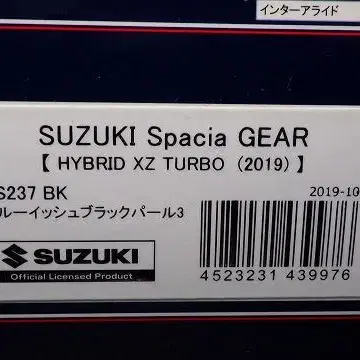 インターアライド
SUZUKI Spacia GEAR
【 HYBRID XZ TURBO (2019) 】
S237 BK
2019-10
ルーイッシュブラックパール3
SUZUKI
Official Licensed Product
4523231 439976